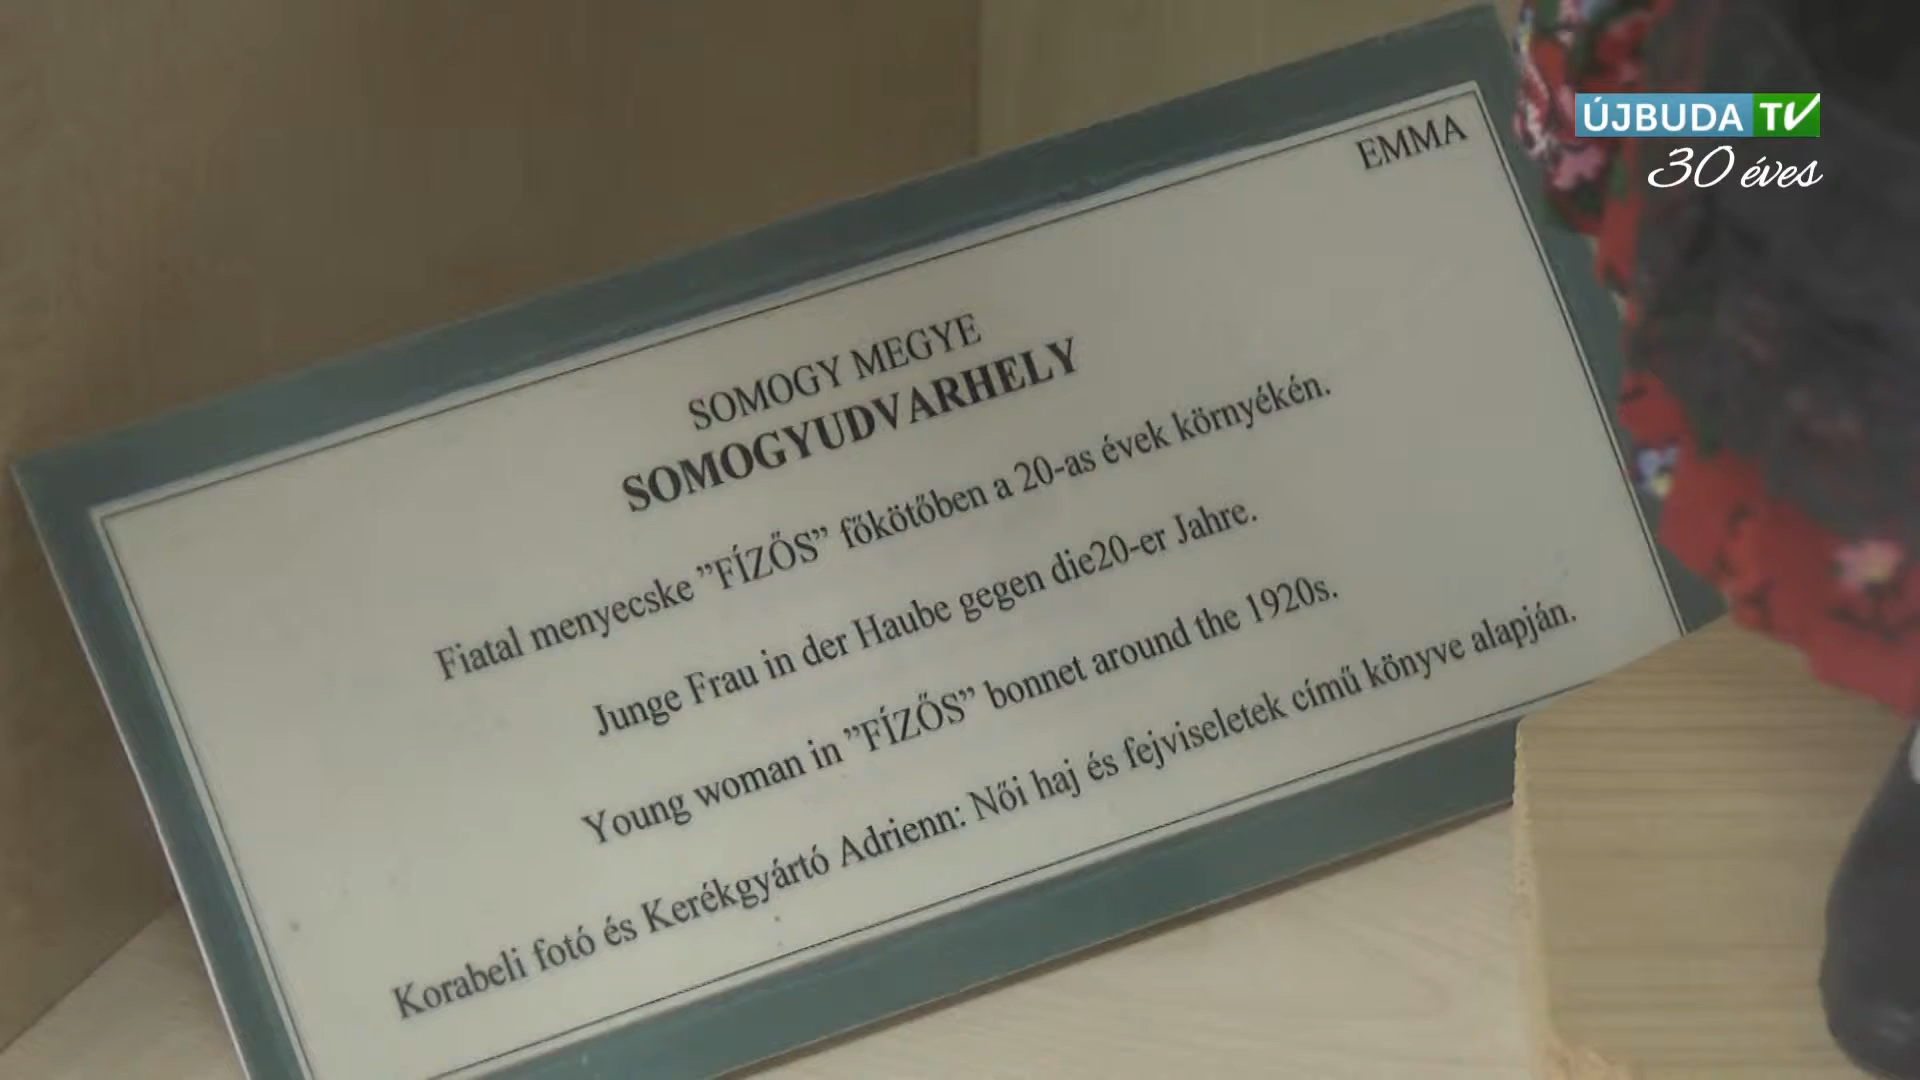 ÚJBUDA TV
30 éves
EMMA
SOMOGY MEGYE
SOMOGYUDVARHELY
Fiatal menyecske ”FÍZŐS” főkötőben a 20-as évek környékén.
Junge Frau in der Haube gegen die20-er Jahre.
Young woman in ”FÍZŐS” bonnet around the 1920s.
Korabeli fotó és Kerékgyártó Adrienn: Női haj és fejviseletek című könyve alapján.